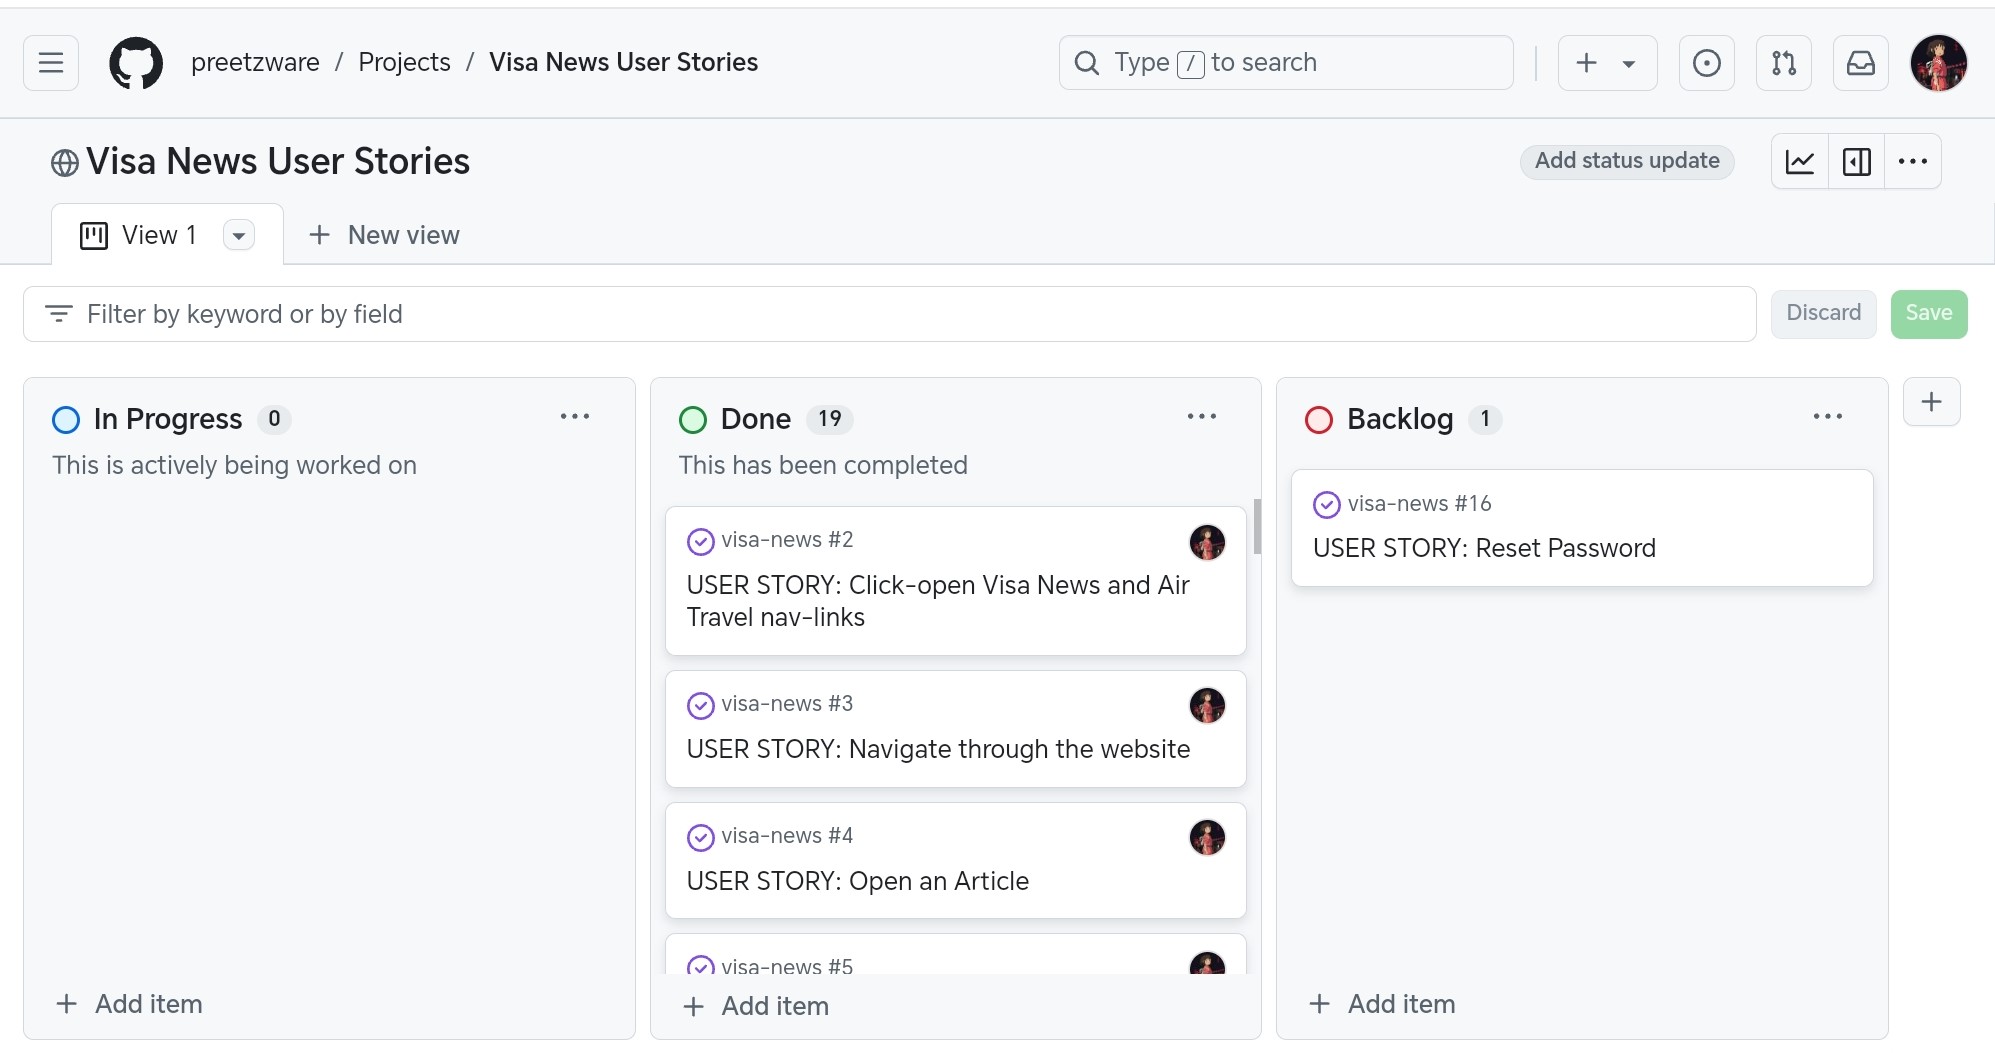 preetzware / Projects / Visa News User Stories
Type / to search
Visa News User Stories
Add status update
View 1
New view
Filter by keyword or by field
Discard
Save
In Progress 0
This is actively being worked on
Add item
Done 19
This has been completed
visa-news #2
USER STORY: Click-open Visa News and Air
Travel nav-links
visa-news #3
USER STORY: Navigate through the website
visa-news #4
USER STORY: Open an Article
visa-news #5
Add item
Backlog 1
visa-news #16
USER STORY: Reset Password
Add item